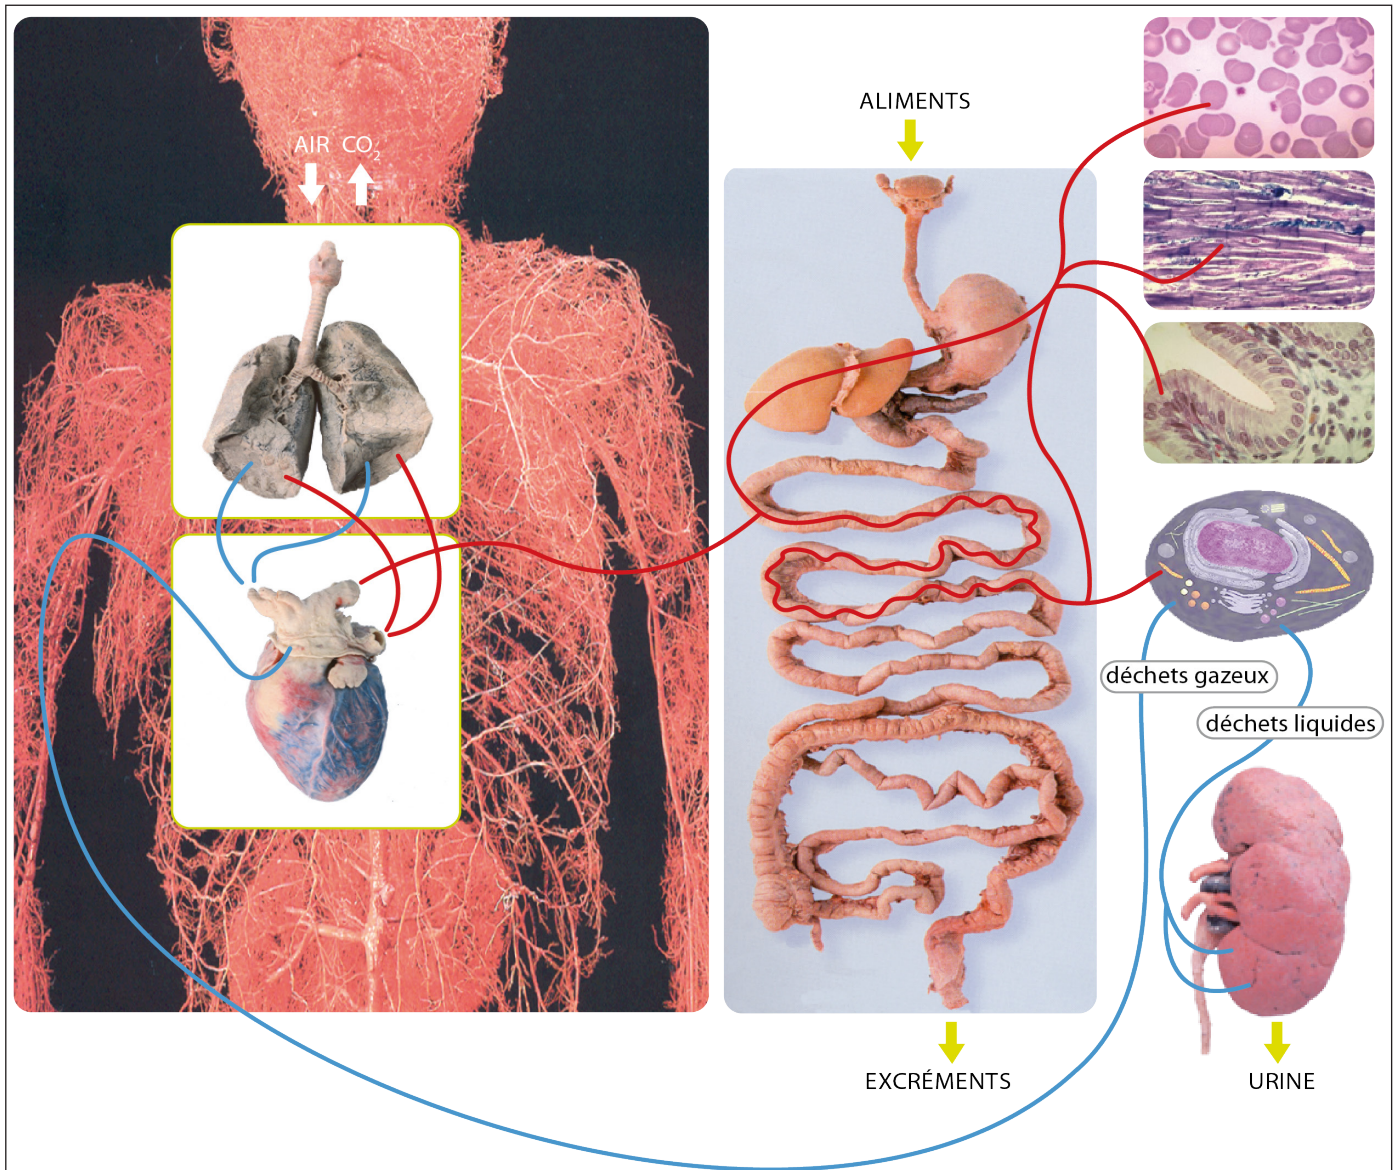 ALIMENTS
AIR CO₂
déchets gazeux
déchets liquides
EXCRÉMENTS
URINE